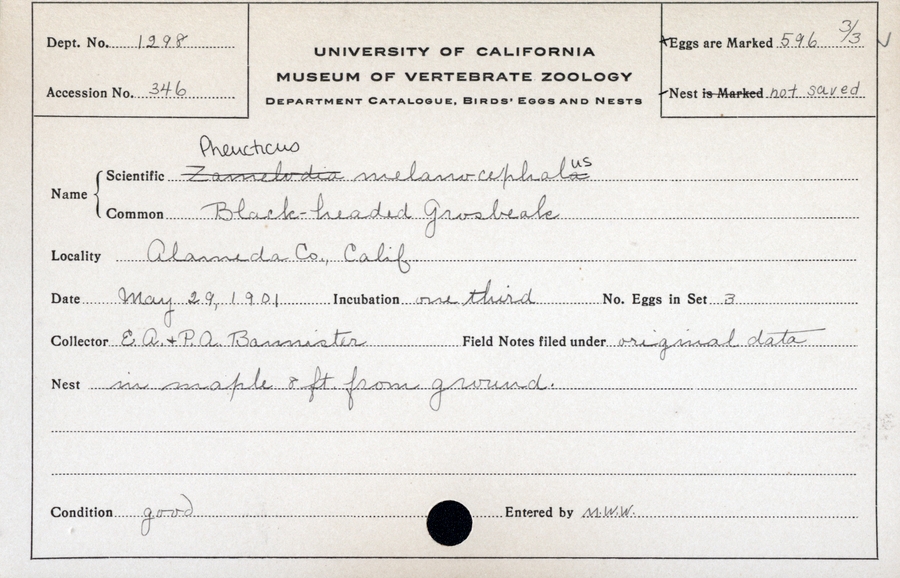 Dept. No. 1298
Accession No. 346
UNIVERSITY OF CALIFORNIA
MUSEUM OF VERTEBRATE ZOOLOGY
DEPARTMENT CATALOGUE, BIRDS' EGGS AND NESTS
Eggs are Marked 596 3/3 ✓
Nest is Marked not saved
Pheucticus
Name { Scientific Zamelodia melanocephalus
Common Black-headed Grosbeak
Locality Alameda Co., Calif
Date May 29, 1901 Incubation one third No. Eggs in Set 3
Collector E.A. + P.A. Bannister Field Notes filed under original data
Nest in maple 8 ft. from ground.
Condition good Entered by M.W.W.